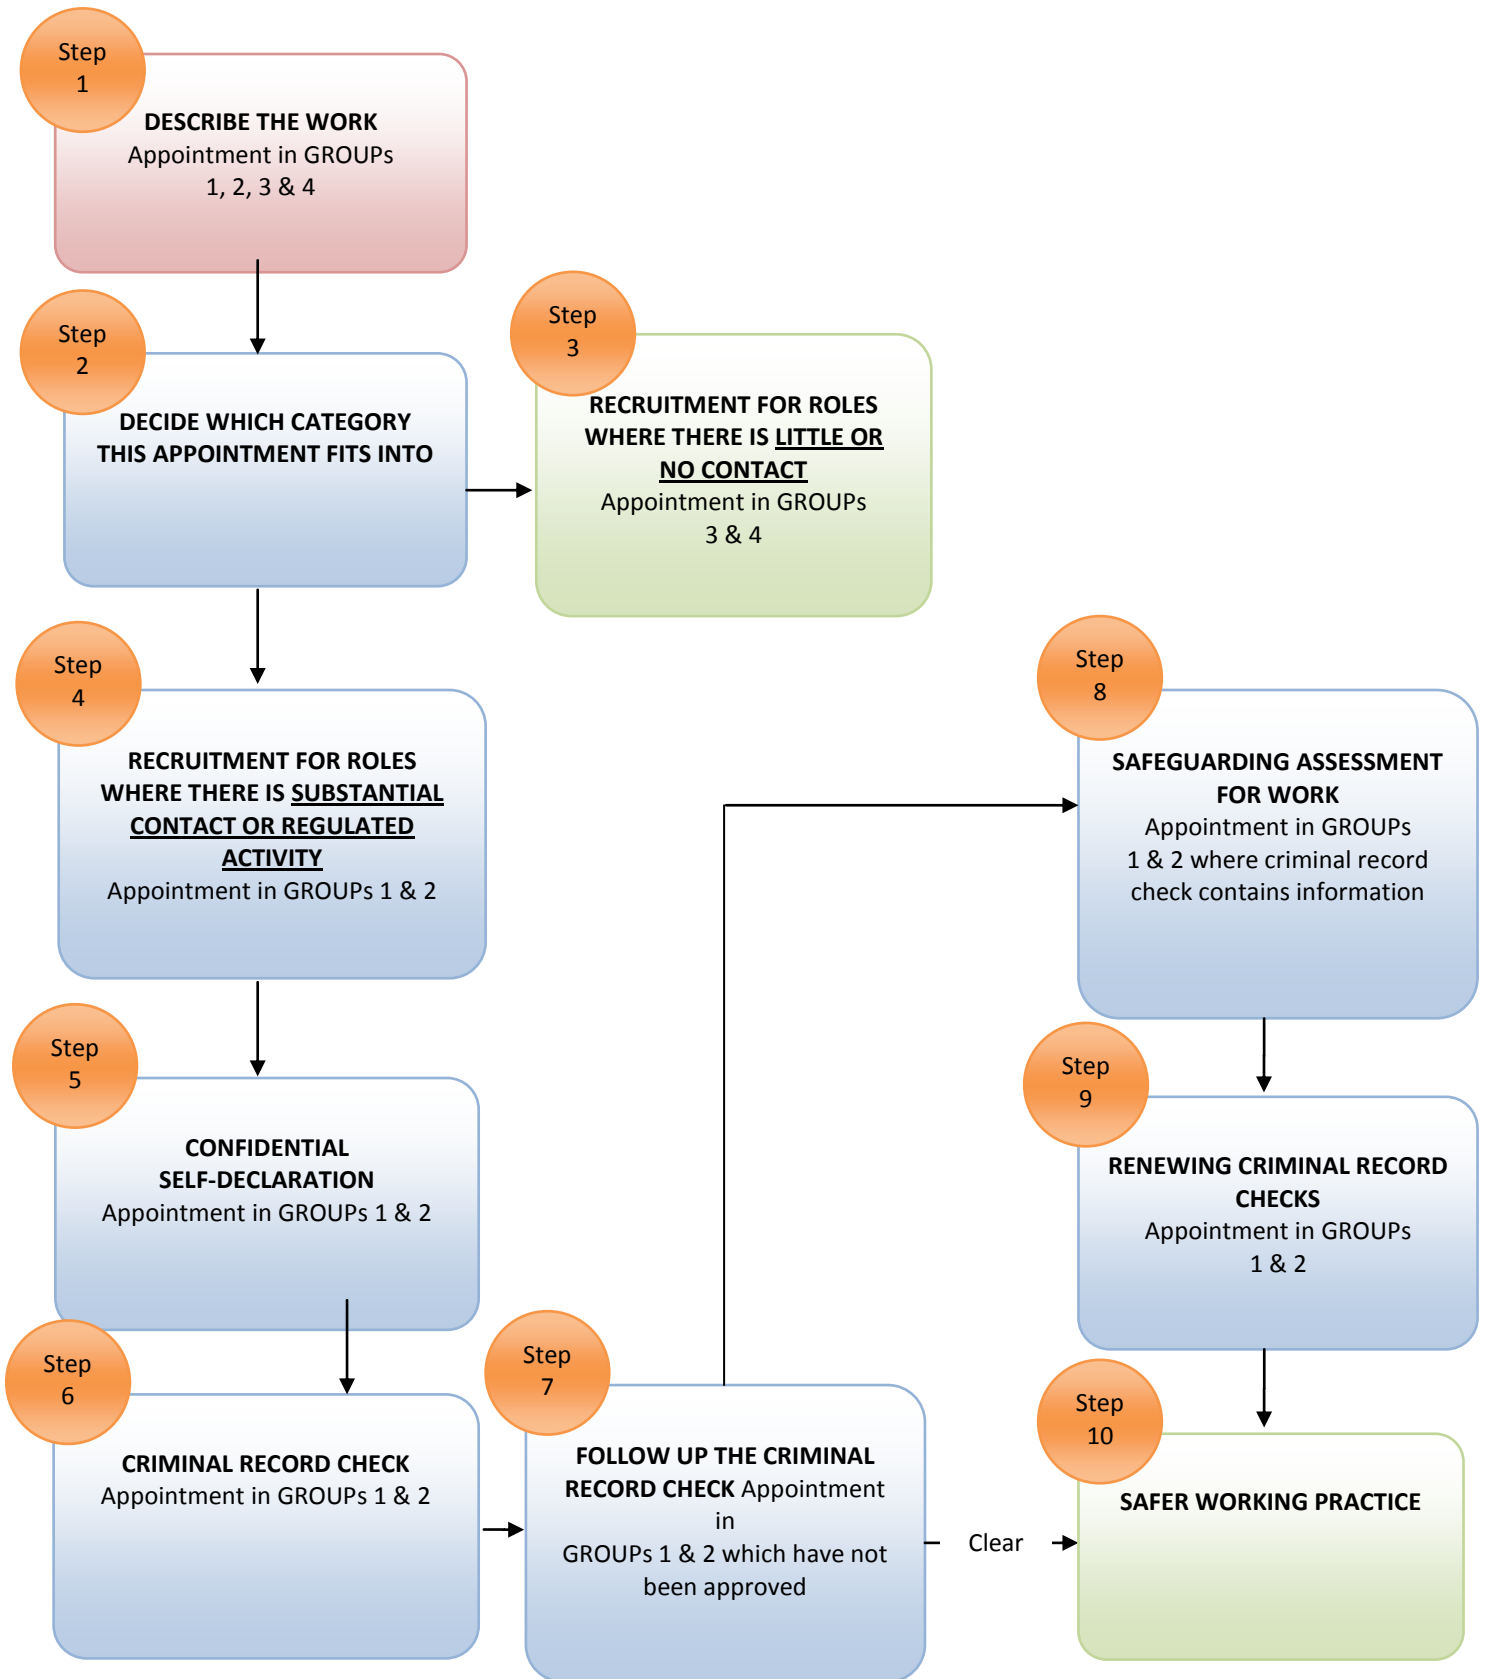 Step
1
DESCRIBE THE WORK
Appointment in GROUPs
1, 2, 3 & 4
Step
2
DECIDE WHICH CATEGORY
THIS APPOINTMENT FITS INTO
Step
3
RECRUITMENT FOR ROLES
WHERE THERE IS LITTLE OR
NO CONTACT
Appointment in GROUPs
3 & 4
Step
4
RECRUITMENT FOR ROLES
WHERE THERE IS SUBSTANTIAL
CONTACT OR REGULATED
ACTIVITY
Appointment in GROUPs 1 & 2
Step
5
CONFIDENTIAL
SELF-DECLARATION
Appointment in GROUPs 1 & 2
Step
6
CRIMINAL RECORD CHECK
Appointment in GROUPs 1 & 2
Step
7
FOLLOW UP THE CRIMINAL
RECORD CHECK Appointment
in
GROUPs 1 & 2 which have not
been approved
Clear
Step
8
SAFEGUARDING ASSESSMENT
FOR WORK
Appointment in GROUPs
1 & 2 where criminal record
check contains information
Step
9
RENEWING CRIMINAL RECORD
CHECKS
Appointment in GROUPs
1 & 2
Step
10
SAFER WORKING PRACTICE